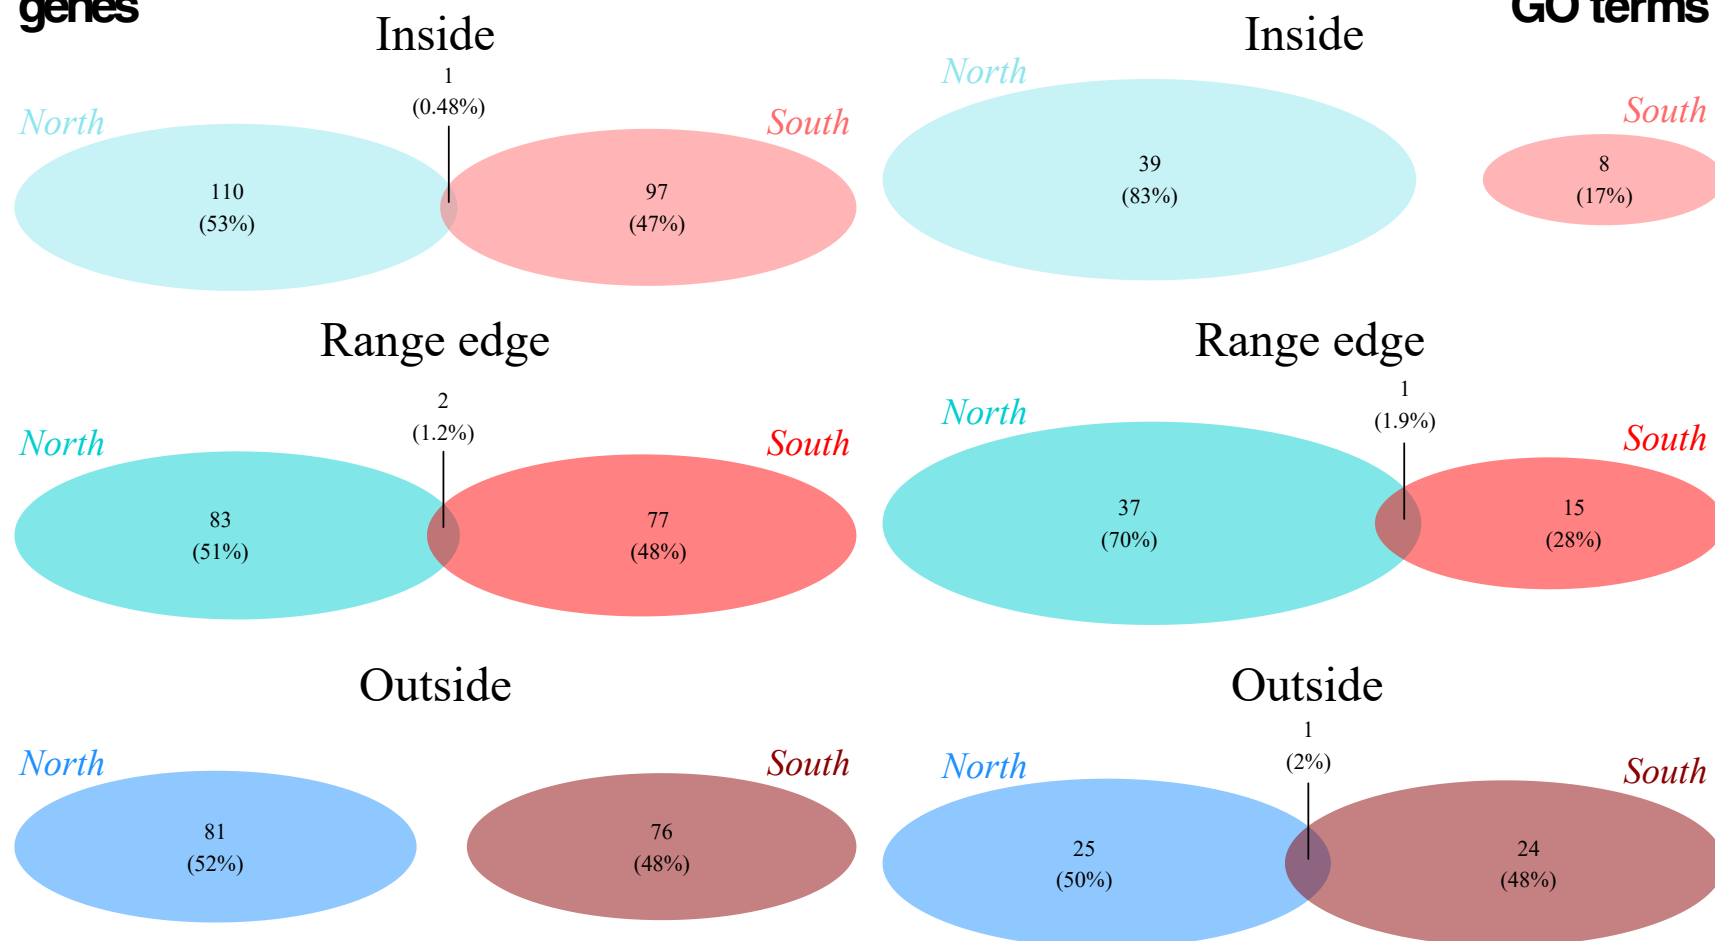 genes
Inside
1
(0.48%)
North
South
110
(53%)
97
(47%)
Range edge
2
(1.2%)
North
South
83
(51%)
77
(48%)
Outside
North
South
81
(52%)
76
(48%)
GO terms
Inside
North
South
39
(83%)
8
(17%)
Range edge
1
(1.9%)
North
South
37
(70%)
15
(28%)
Outside
1
(2%)
North
South
25
(50%)
24
(48%)